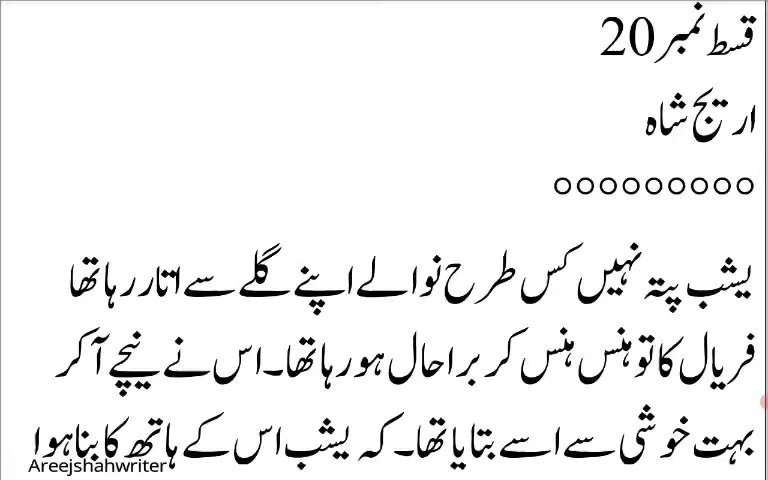 قسط نمبر 20
اریج شاہ
○○○○○○○○○
یشب پتہ نہیں کس طرح نوالے اپنے گلے سے اتار رہا تھا
فریال کا تو ہنس ہنس کر برا حال ہو رہا تھا۔ اس نے نیچے آ کر
بہت خوشی سے اسے بتایا تھا۔ کہ یشب اس کے ہاتھ کا بنا ہوا
Areejshahwriter